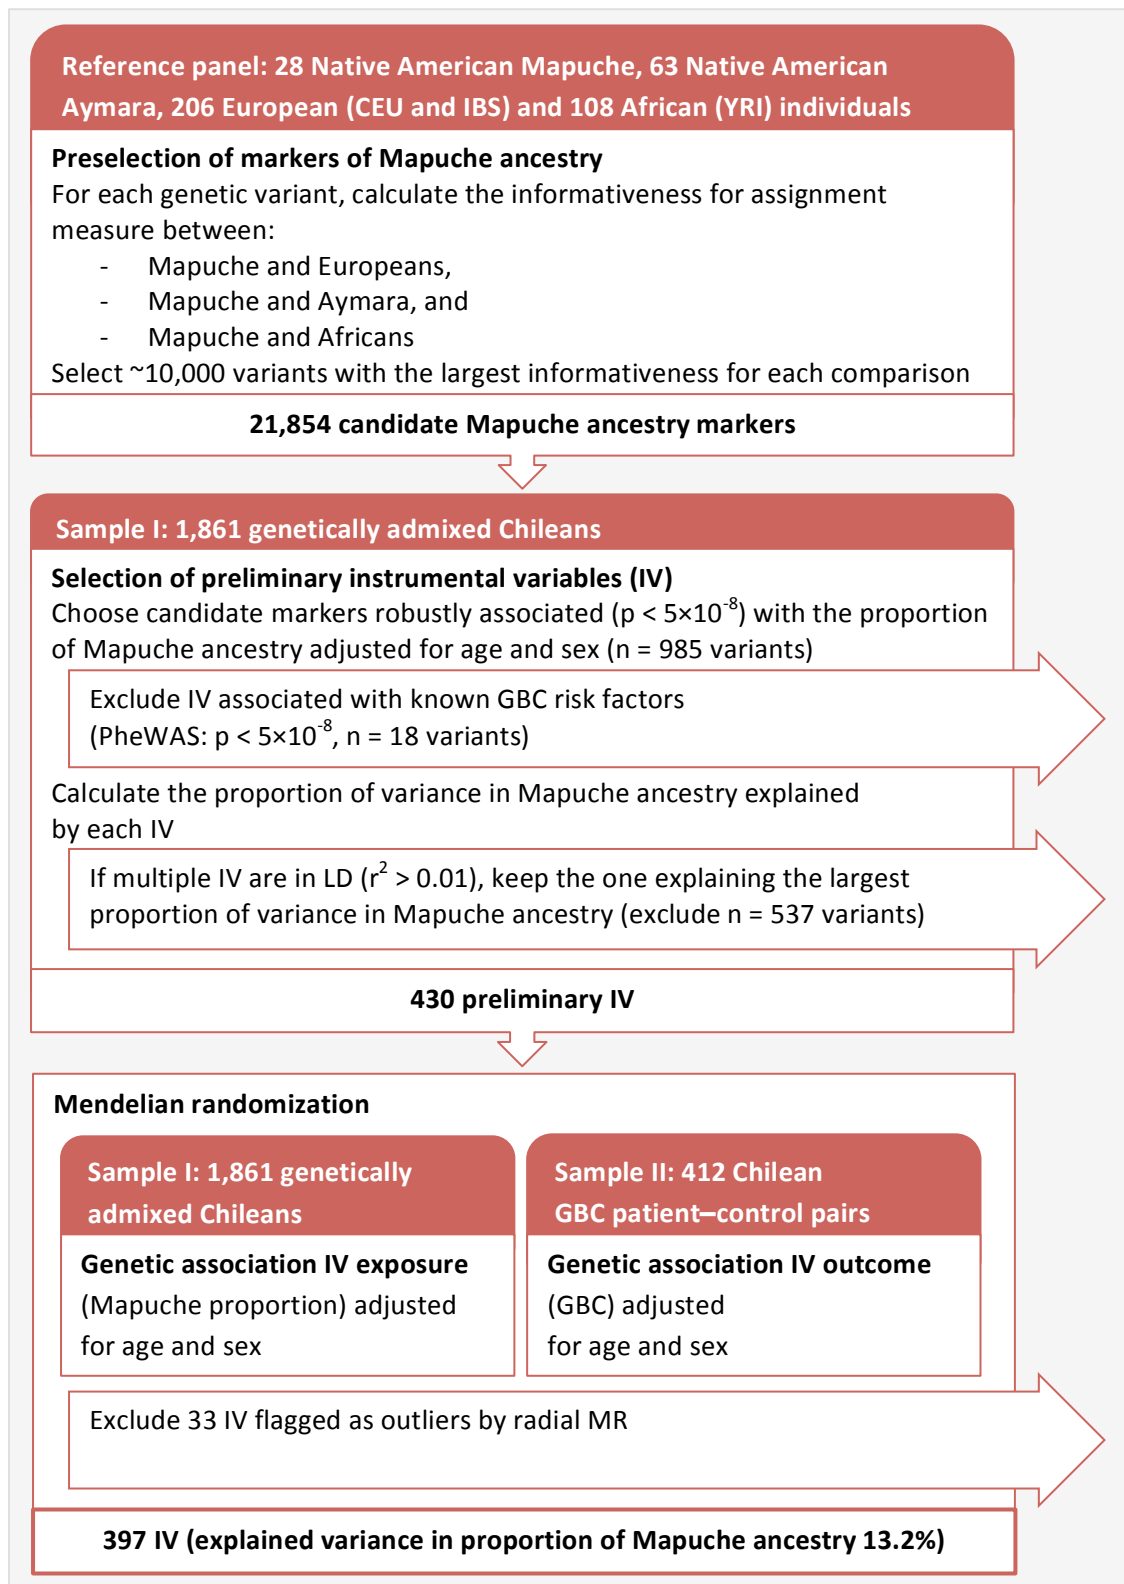 Reference panel: 28 Native American Mapuche, 63 Native American
Aymara, 206 European (CEU and IBS) and 108 African (YRI) individuals
Preselection of markers of Mapuche ancestry
For each genetic variant, calculate the informativeness for assignment
measure between:
- Mapuche and Europeans,
- Mapuche and Aymara, and
- Mapuche and Africans
Select ~10,000 variants with the largest informativeness for each comparison
21,854 candidate Mapuche ancestry markers
Sample I: 1,861 genetically admixed Chileans
Selection of preliminary instrumental variables (IV)
Choose candidate markers robustly associated (p < 5×10⁻⁸) with the proportion
of Mapuche ancestry adjusted for age and sex (n = 985 variants)
Exclude IV associated with known GBC risk factors
(PheWAS: p < 5×10⁻⁸, n = 18 variants)
Calculate the proportion of variance in Mapuche ancestry explained
by each IV
If multiple IV are in LD (r² > 0.01), keep the one explaining the largest
proportion of variance in Mapuche ancestry (exclude n = 537 variants)
430 preliminary IV
Mendelian randomization
Sample I: 1,861 genetically
admixed Chileans
Genetic association IV exposure
(Mapuche proportion) adjusted
for age and sex
Sample II: 412 Chilean
GBC patient–control pairs
Genetic association IV outcome
(GBC) adjusted
for age and sex
Exclude 33 IV flagged as outliers by radial MR
397 IV (explained variance in proportion of Mapuche ancestry 13.2%)